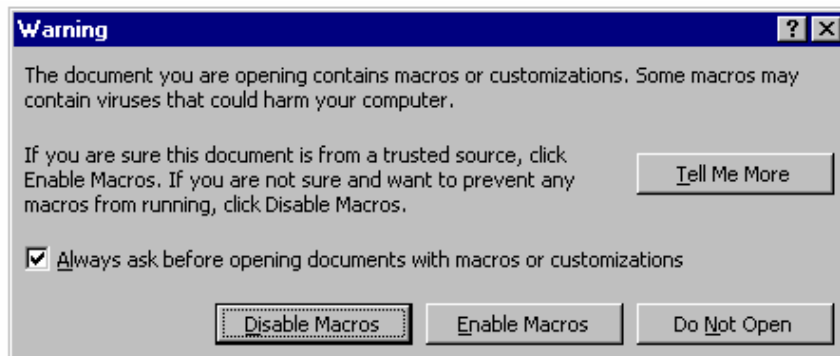 Warning
The document you are opening contains macros or customizations. Some macros may
contain viruses that could harm your computer.
If you are sure this document is from a trusted source, click
Enable Macros. If you are not sure and want to prevent any
macros from running, click Disable Macros.
Tell Me More
Always ask before opening documents with macros or customizations
Disable Macros
Enable Macros
Do Not Open